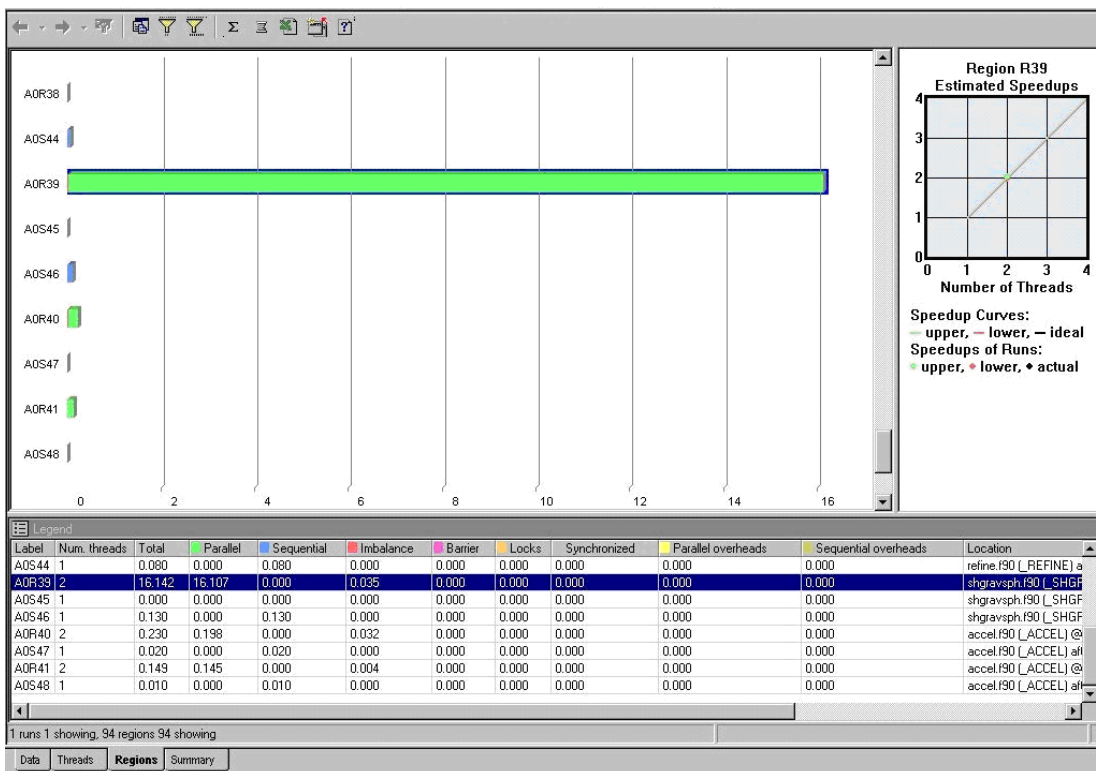 Σ
?
A0R38
A0S44
A0R39
A0S45
A0S46
A0R40
A0S47
A0R41
A0S48
0 2 4 6 8 10 12 14 16
Region R39
Estimated Speedups
4
3
2
1
0
0 1 2 3 4
Number of Threads
Speedup Curves:
upper, lower, ideal
Speedups of Runs:
upper, lower, actual
Legend
Label Num. threads Total Parallel Sequential Imbalance Barrier Locks Synchronized Parallel overheads Sequential overheads Location
A0S44 1 0.080 0.000 0.080 0.000 0.000 0.000 0.000 0.000 0.000 refine.f90 (_REFINE) a
A0R39 2 16.142 16.107 0.000 0.035 0.000 0.000 0.000 0.000 0.000 shgravsph.f90 (_SHGF
A0S45 1 0.000 0.000 0.000 0.000 0.000 0.000 0.000 0.000 0.000 shgravsph.f90 (_SHGF
A0S46 1 0.130 0.000 0.130 0.000 0.000 0.000 0.000 0.000 0.000 shgravsph.f90 (_SHGF
A0R40 2 0.230 0.198 0.000 0.032 0.000 0.000 0.000 0.000 0.000 accel.f90 (_ACCEL) @
A0S47 1 0.020 0.000 0.020 0.000 0.000 0.000 0.000 0.000 0.000 accel.f90 (_ACCEL) aft
A0R41 2 0.149 0.145 0.000 0.004 0.000 0.000 0.000 0.000 0.000 accel.f90 (_ACCEL) @
A0S48 1 0.010 0.000 0.010 0.000 0.000 0.000 0.000 0.000 0.000 accel.f90 (_ACCEL) aft
1 runs 1 showing, 94 regions 94 showing
Data Threads Regions Summary